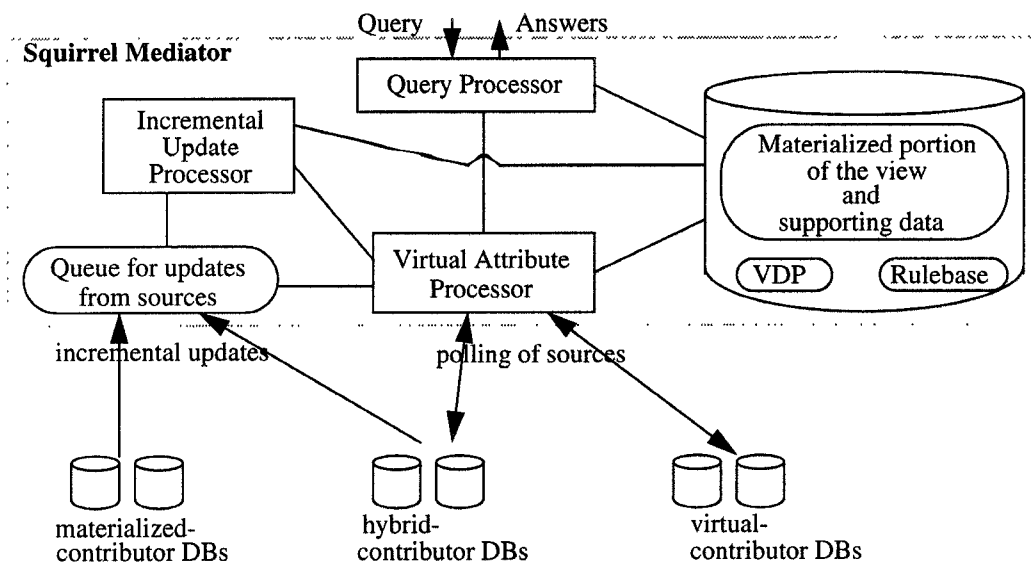 Query
Answers
Squirrel Mediator
Query Processor
Incremental
Update
Processor
Materialized portion
of the view
and
supporting data
Queue for updates
from sources
Virtual Attribute
Processor
VDP
Rulebase
incremental updates
polling of sources
materialized-
contributor DBs
hybrid-
contributor DBs
virtual-
contributor DBs